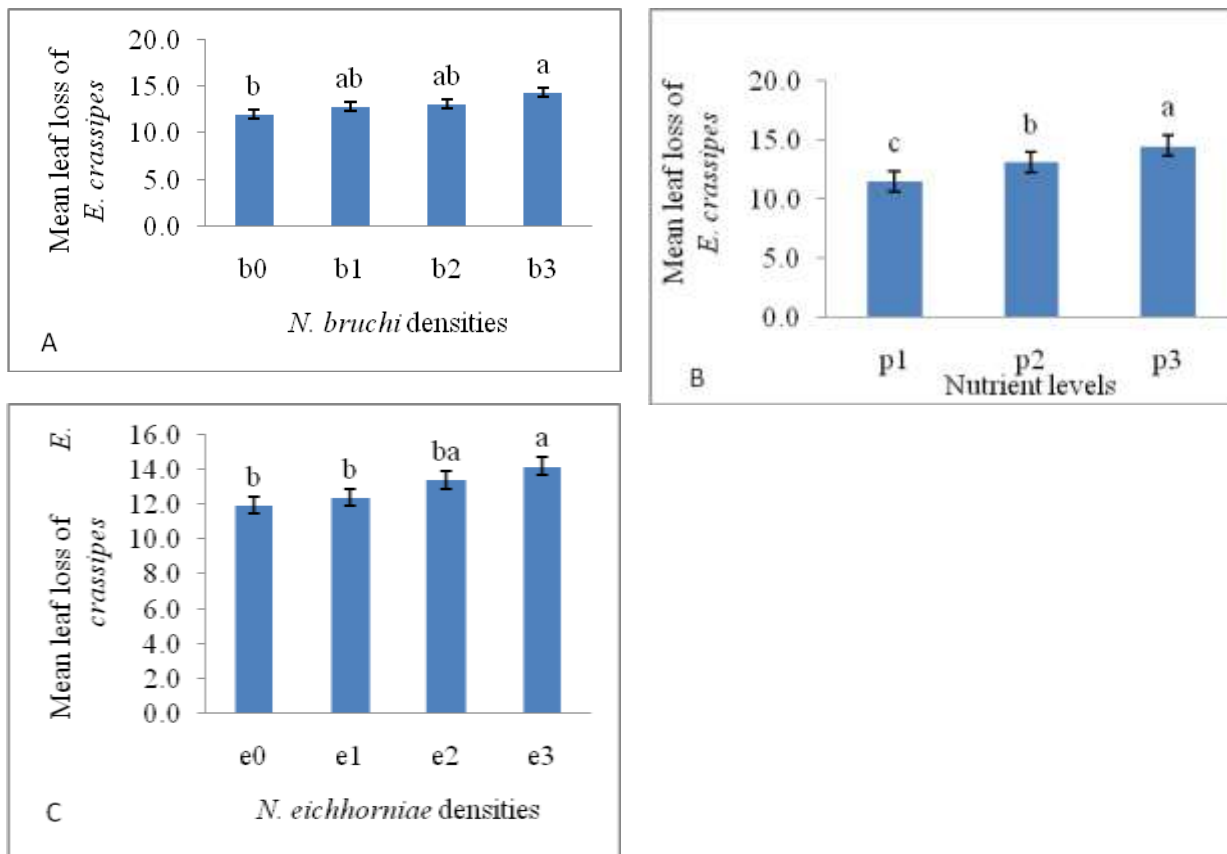 Mean leaf loss of
E. crassipes
20.0
15.0
10.0
5.0
0.0
b
ab
ab
a
b0 b1 b2 b3
N. bruchi densities
A
Mean leaf loss of
E. crassipes
20.0
15.0
10.0
5.0
0.0
c
b
a
p1 p2 p3
Nutrient levels
B
Mean leaf loss of E.
crassipes
16.0
14.0
12.0
10.0
8.0
6.0
4.0
2.0
0.0
b
b
ba
a
e0 e1 e2 e3
N. eichhorniae densities
C